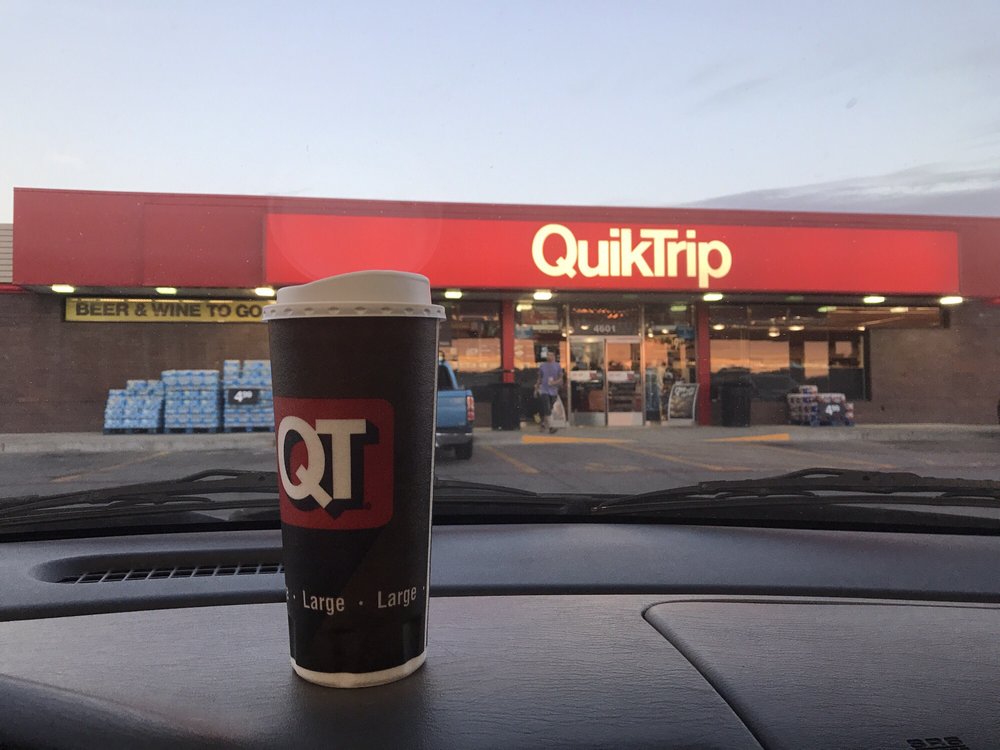 QuikTrip
BEER & WINE TO GO
4601
QT
Large · Large ·